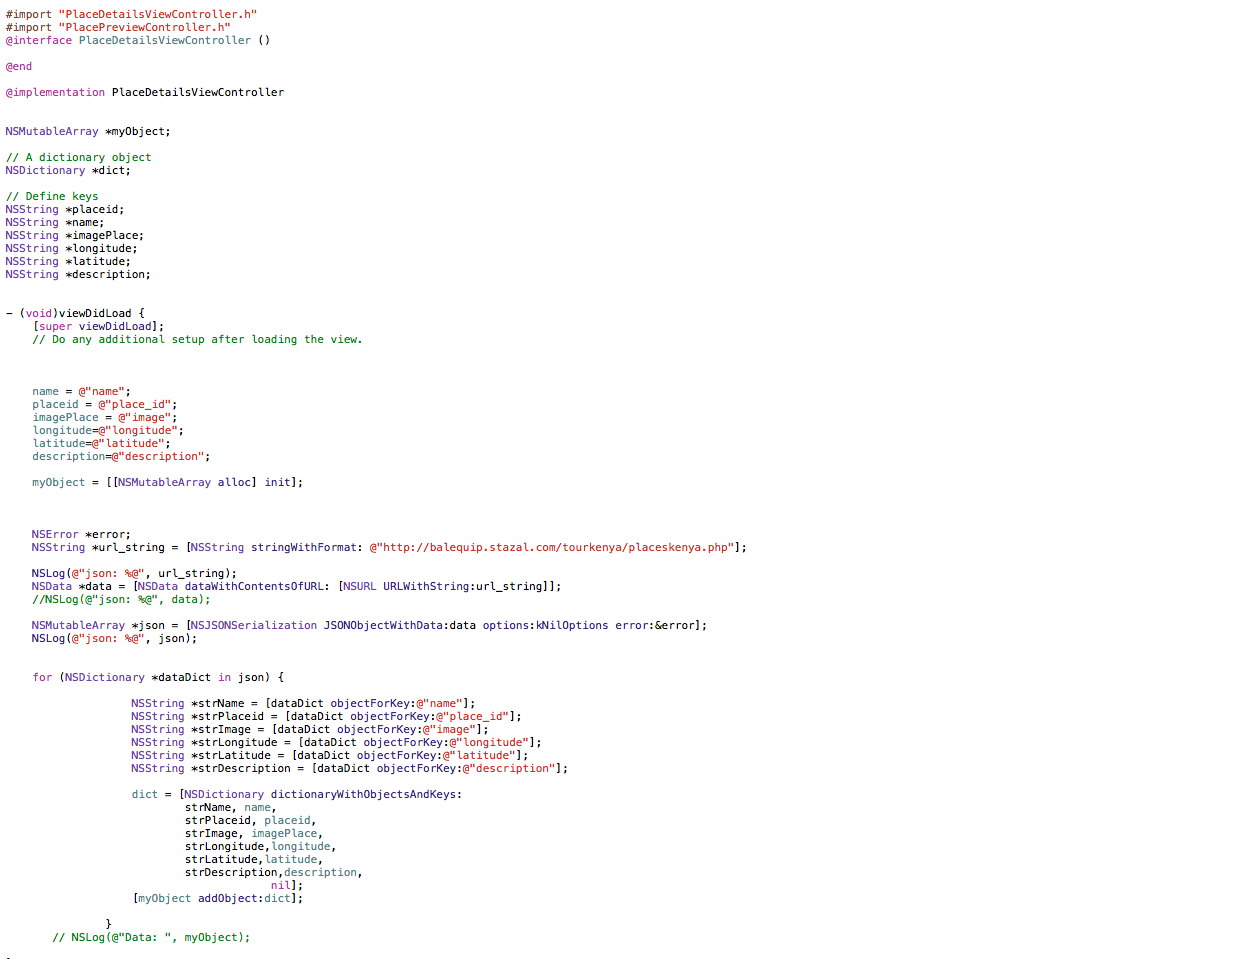 #import "PlaceDetailsViewController.h"
#import "PlacePreviewController.h"
@interface PlaceDetailsViewController ()
@end
@implementation PlaceDetailsViewController
NSMutableArray *myObject;
// A dictionary object
NSDictionary *dict;
// Define keys
NSString *placeid;
NSString *name;
NSString *imagePlace;
NSString *longitude;
NSString *latitude;
NSString *description;
- (void)viewDidLoad {
[super viewDidLoad];
// Do any additional setup after loading the view.
name = @"name";
placeid = @"place_id";
imagePlace = @"image";
longitude=@"longitude";
latitude=@"latitude";
description=@"description";
myObject = [[NSMutableArray alloc] init];
NSError *error;
NSString *url_string = [NSString stringWithFormat: @"http://balequip.stazal.com/tourkenya/placeskenya.php"];
NSLog(@"json: %@", url_string);
NSData *data = [NSData dataWithContentsOfURL: [NSURL URLWithString:url_string]];
//NSLog(@"json: %@", data);
NSMutableArray *json = [NSJSONSerialization JSONObjectWithData:data options:kNilOptions error:&error];
NSLog(@"json: %@", json);
for (NSDictionary *dataDict in json) {
NSString *strName = [dataDict objectForKey:@"name"];
NSString *strPlaceid = [dataDict objectForKey:@"place_id"];
NSString *strImage = [dataDict objectForKey:@"image"];
NSString *strLongitude = [dataDict objectForKey:@"longitude"];
NSString *strLatitude = [dataDict objectForKey:@"latitude"];
NSString *strDescription = [dataDict objectForKey:@"description"];
dict = [NSDictionary dictionaryWithObjectsAndKeys:
strName, name,
strPlaceid, placeid,
strImage, imagePlace,
strLongitude,longitude,
strLatitude,latitude,
strDescription,description,
nil];
[myObject addObject:dict];
}
// NSLog(@"Data: ", myObject);